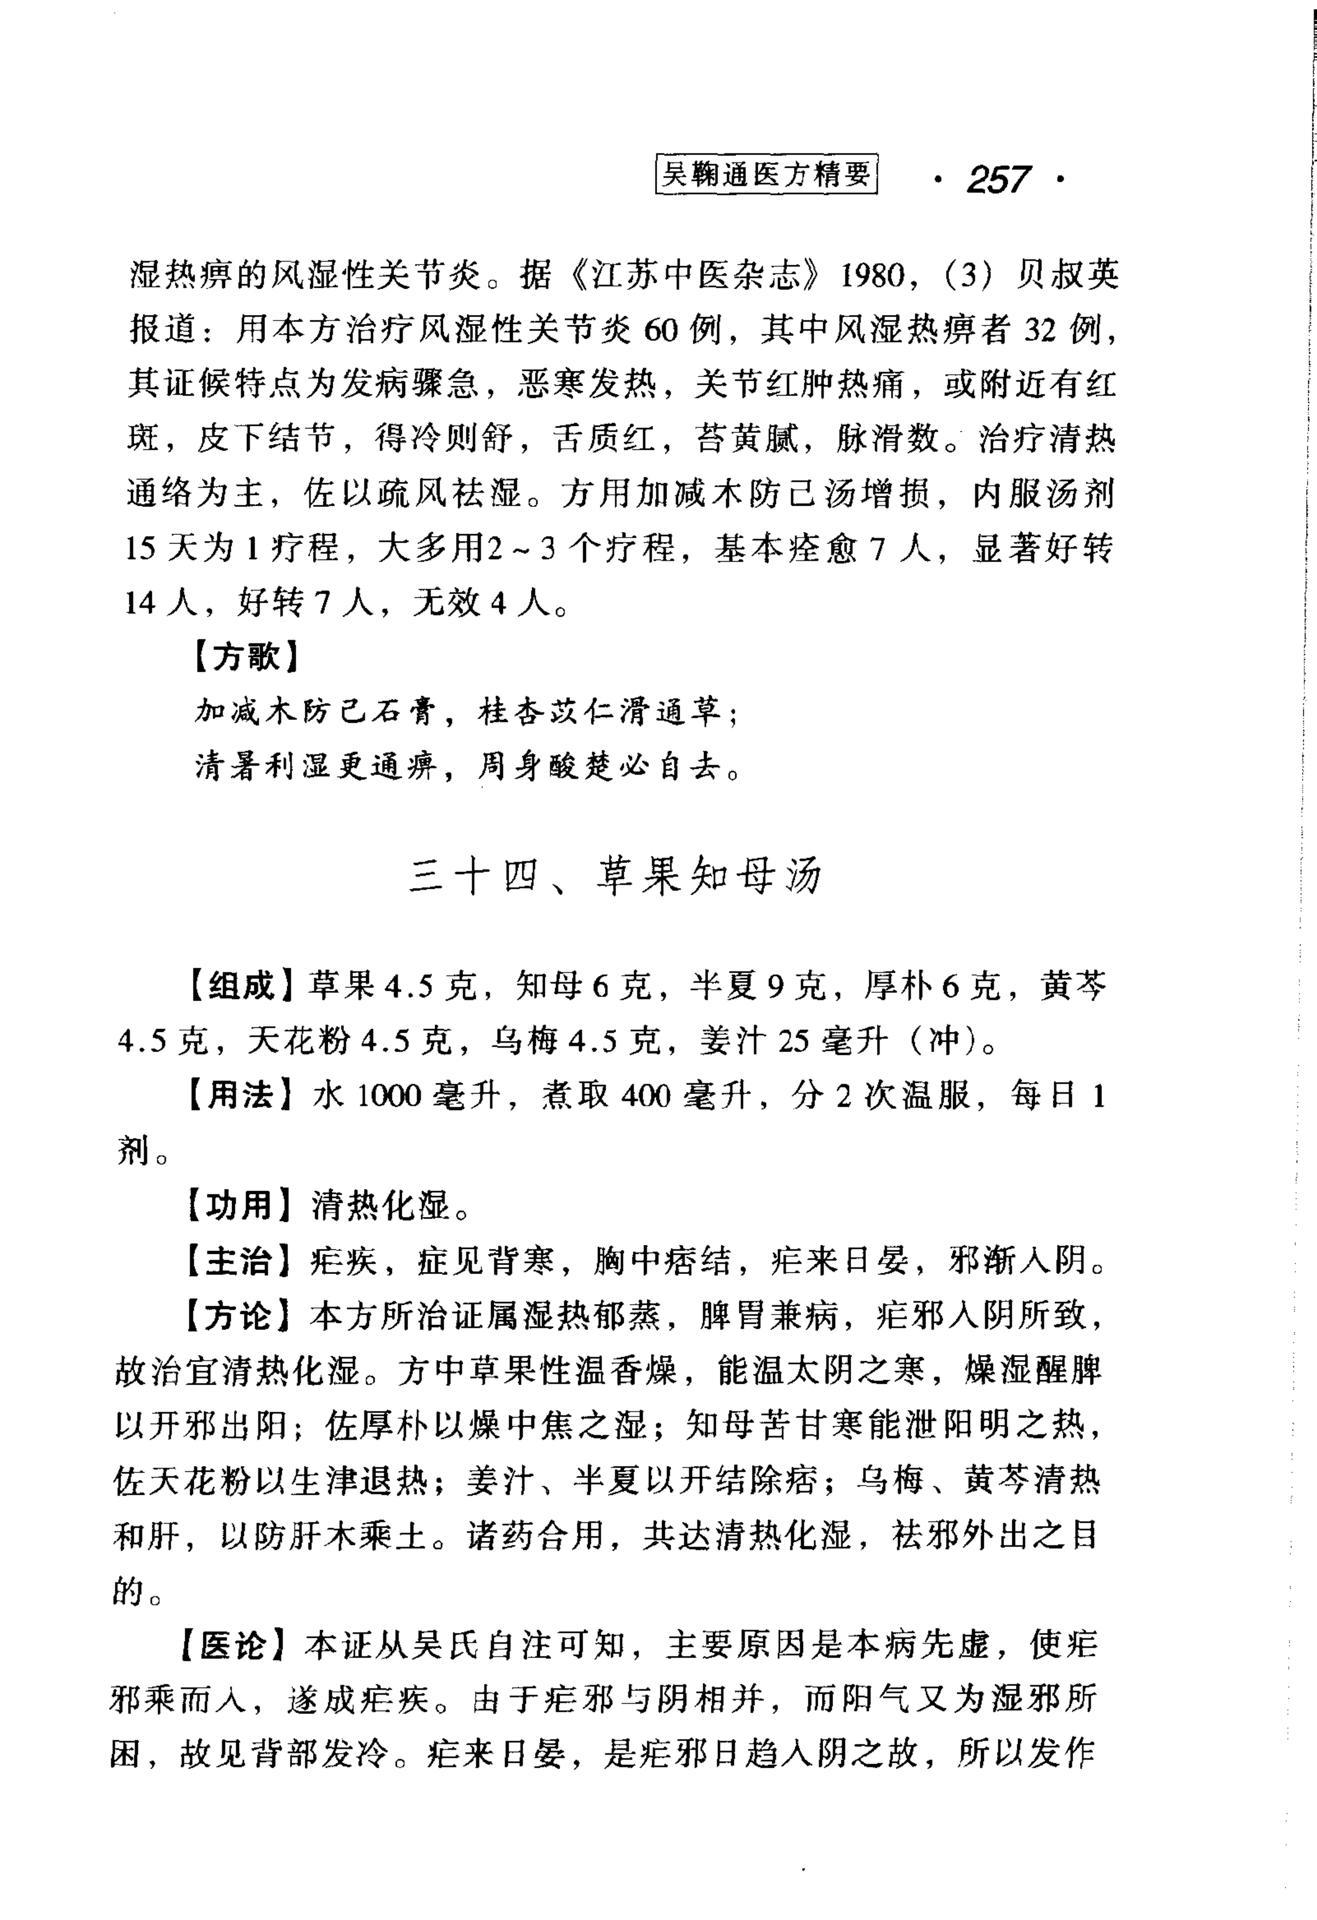 吴鞠通医方精要 · 257 ·
湿热痹的风湿性关节炎。据《江苏中医杂志》1980，（3）贝叔英
报道：用本方治疗风湿性关节炎 60 例，其中风湿热痹者 32 例，
其证候特点为发病骤急，恶寒发热，关节红肿热痛，或附近有红
斑，皮下结节，得冷则舒，舌质红，苔黄腻，脉滑数。治疗清热
通络为主，佐以疏风祛湿。方用加减木防己汤增损，内服汤剂
15 天为 1 疗程，大多用2～3 个疗程，基本痊愈 7 人，显著好转
14 人，好转 7 人，无效 4 人。
【方歌】
加减木防己石膏，桂杏苡仁滑通草；
清暑利湿更通痹，周身酸楚必自去。
三十四、草果知母汤
【组成】草果 4.5 克，知母 6 克，半夏 9 克，厚朴 6 克，黄芩
4.5 克，天花粉 4.5 克，乌梅 4.5 克，姜汁 25 毫升（冲）。
【用法】水 1000 毫升，煮取 400 毫升，分 2 次温服，每日 1
剂。
【功用】清热化湿。
【主治】疟疾，症见背寒，胸中痞结，疟来日晏，邪渐入阴。
【方论】本方所治证属湿热郁蒸，脾胃兼病，疟邪入阴所致，
故治宜清热化湿。方中草果性温香燥，能温太阴之寒，燥湿醒脾
以开邪出阳；佐厚朴以燥中焦之湿；知母苦甘寒能泄阳明之热，
佐天花粉以生津退热；姜汁、半夏以开结除痞；乌梅、黄芩清热
和肝，以防肝木乘土。诸药合用，共达清热化湿，祛邪外出之目
的。
【医论】本证从吴氏自注可知，主要原因是本病先虚，使疟
邪乘而人，遂成疟疾。由于疟邪与阴相并，而阳气又为湿邪所
困，故见背部发冷。疟来日晏，是疟邪日趋入阴之故，所以发作